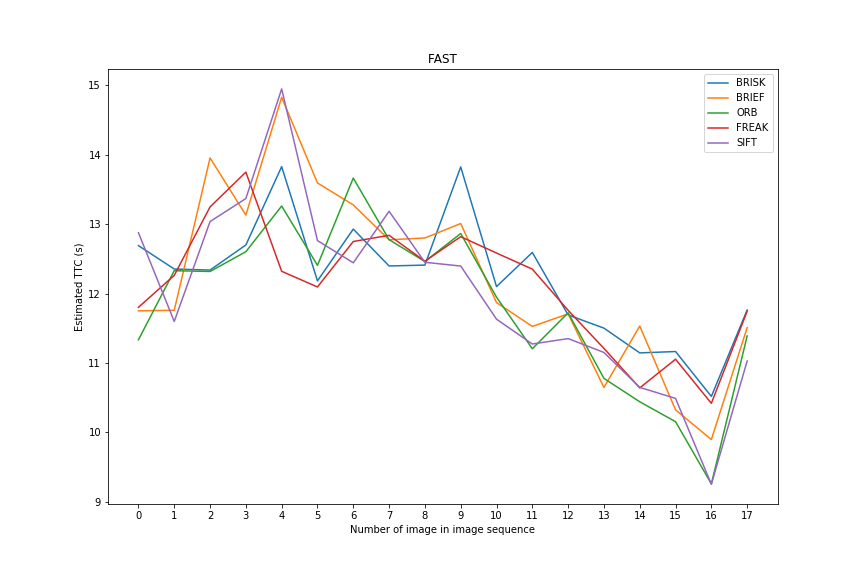 FAST
BRISK
BRIEF
ORB
FREAK
SIFT
Estimated TTC (s)
15
14
13
12
11
10
9
0 1 2 3 4 5 6 7 8 9 10 11 12 13 14 15 16 17
Number of image in image sequence